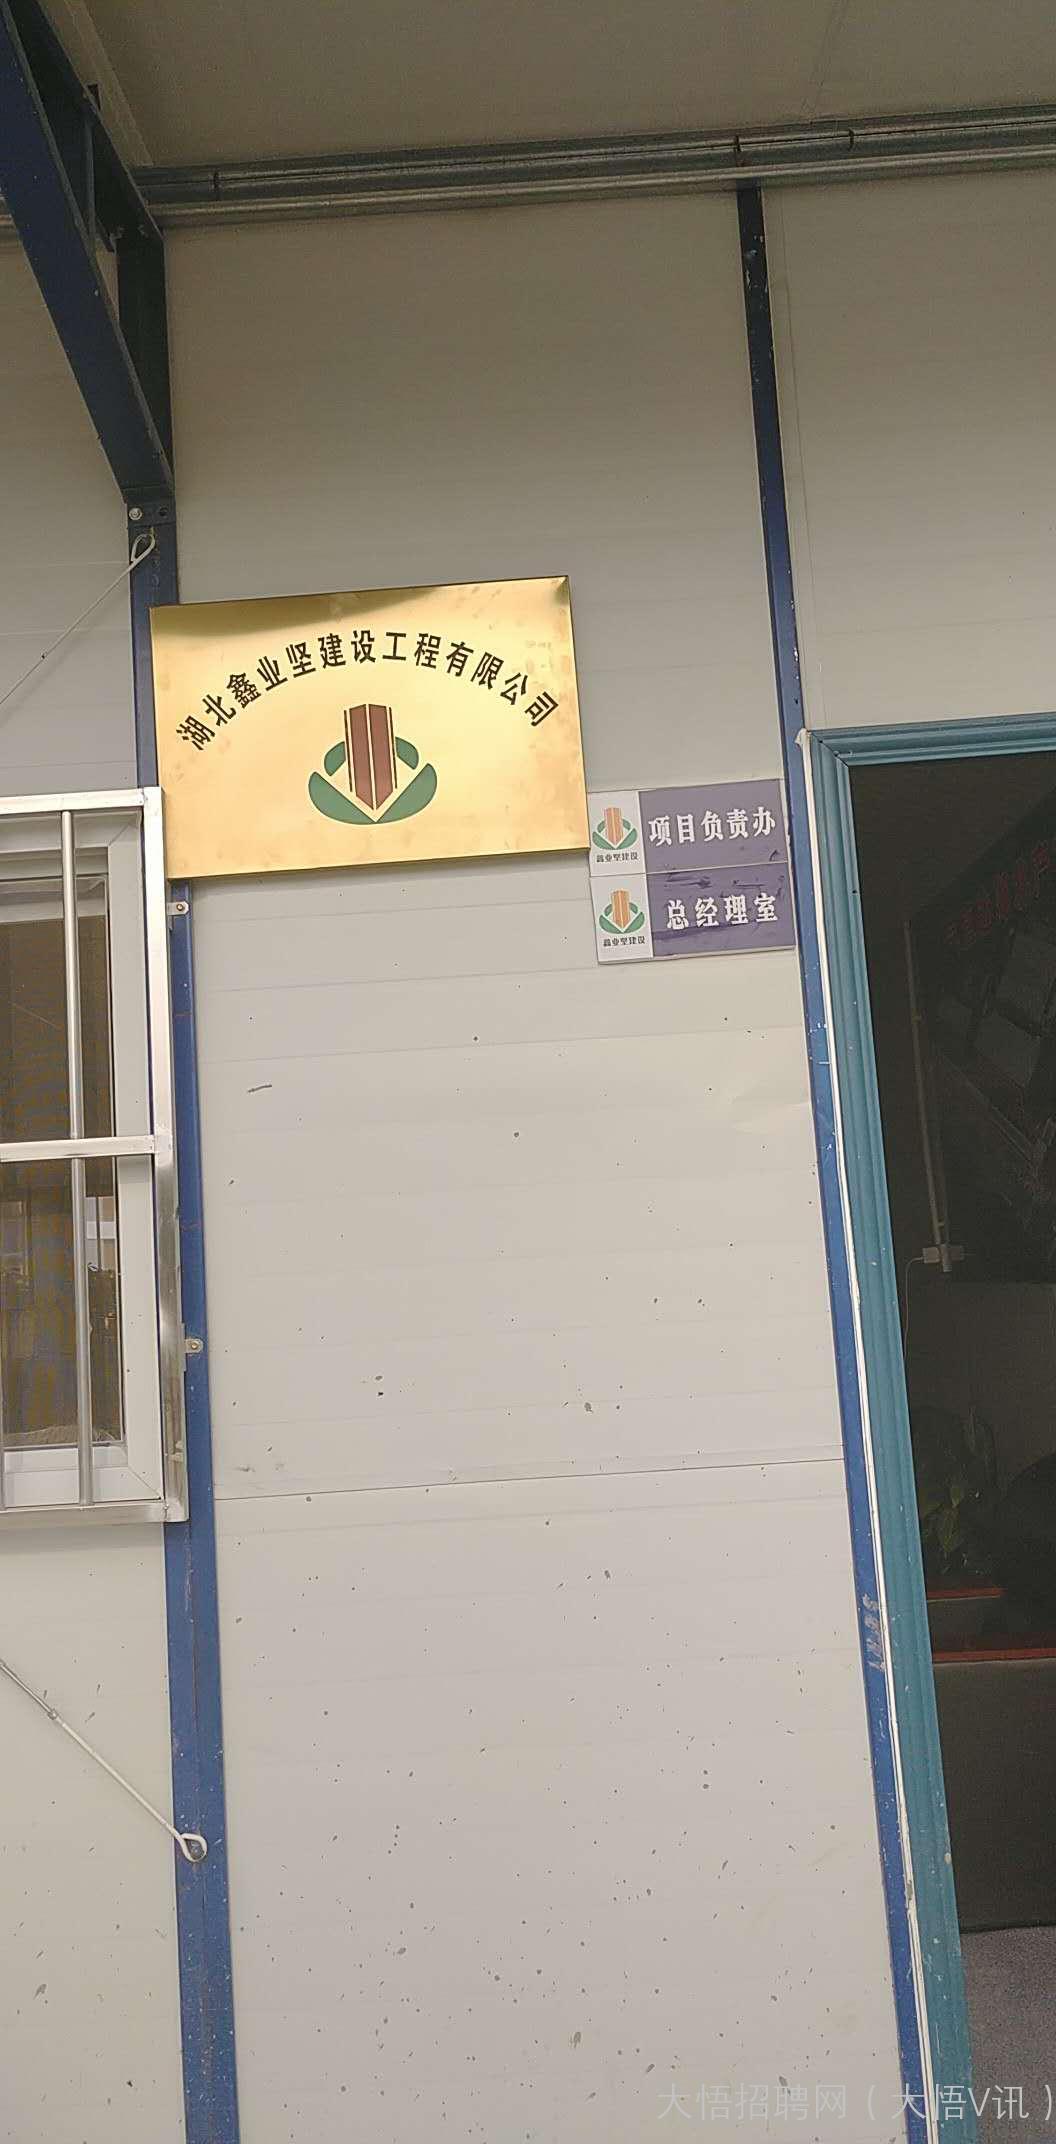 湖北鑫业坚建设工程有限公司
项目负责办
鑫业坚建设
总经理室
鑫业坚建设
大悟招聘网（大悟V讯）